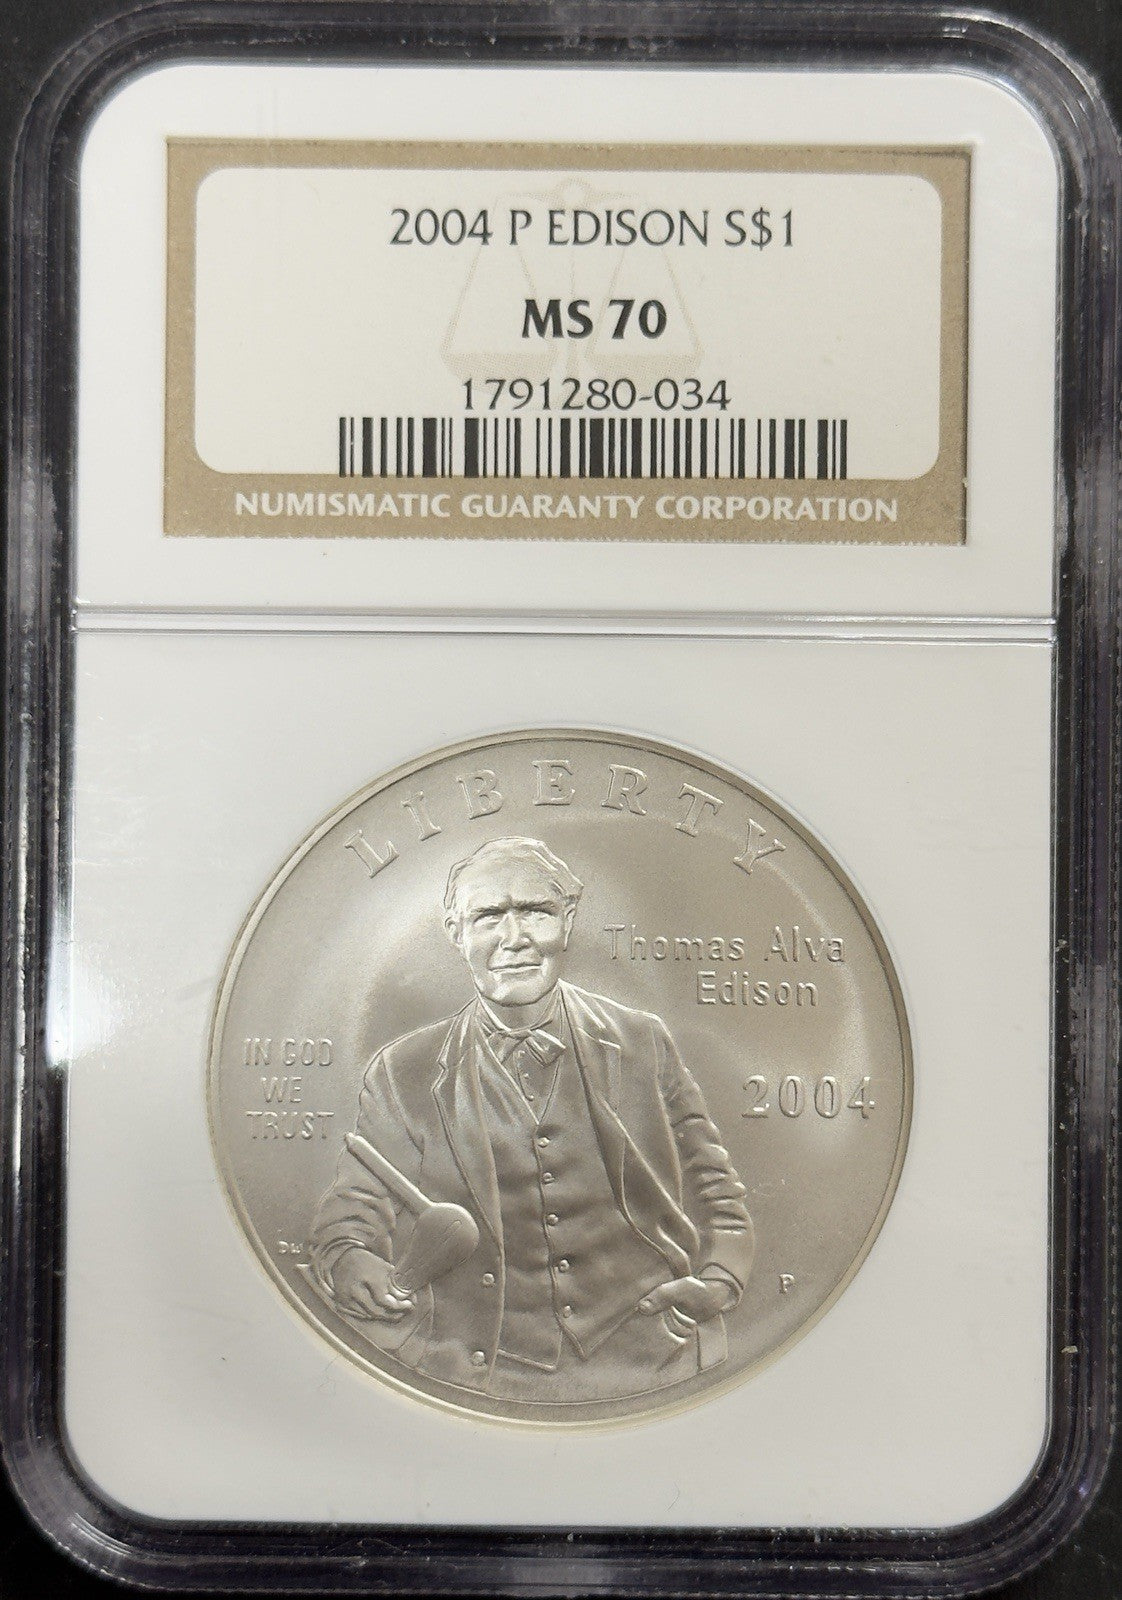 2004 P EDISON S$1
MS 70
1791280-034
NUMISMATIC GUARANTY CORPORATION
LIBERTY
Thomas Alva
Edison
IN GOD
WE
TRUST
2004
DW
P